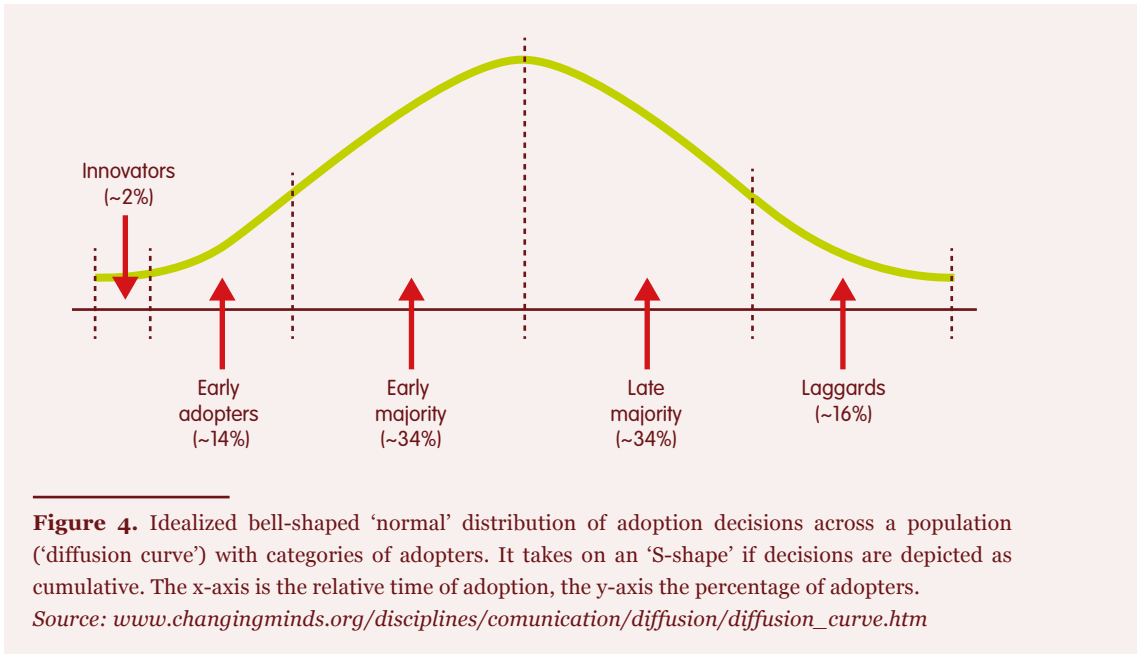 Innovators
(~2%)
Early
adopters
(~14%)
Early
majority
(~34%)
Late
majority
(~34%)
Laggards
(~16%)
Figure 4. Idealized bell-shaped ‘normal’ distribution of adoption decisions across a population
(‘diffusion curve’) with categories of adopters. It takes on an ‘S-shape’ if decisions are depicted as
cumulative. The x-axis is the relative time of adoption, the y-axis the percentage of adopters.
Source: www.changingminds.org/disciplines/comunication/diffusion/diffusion_curve.htm